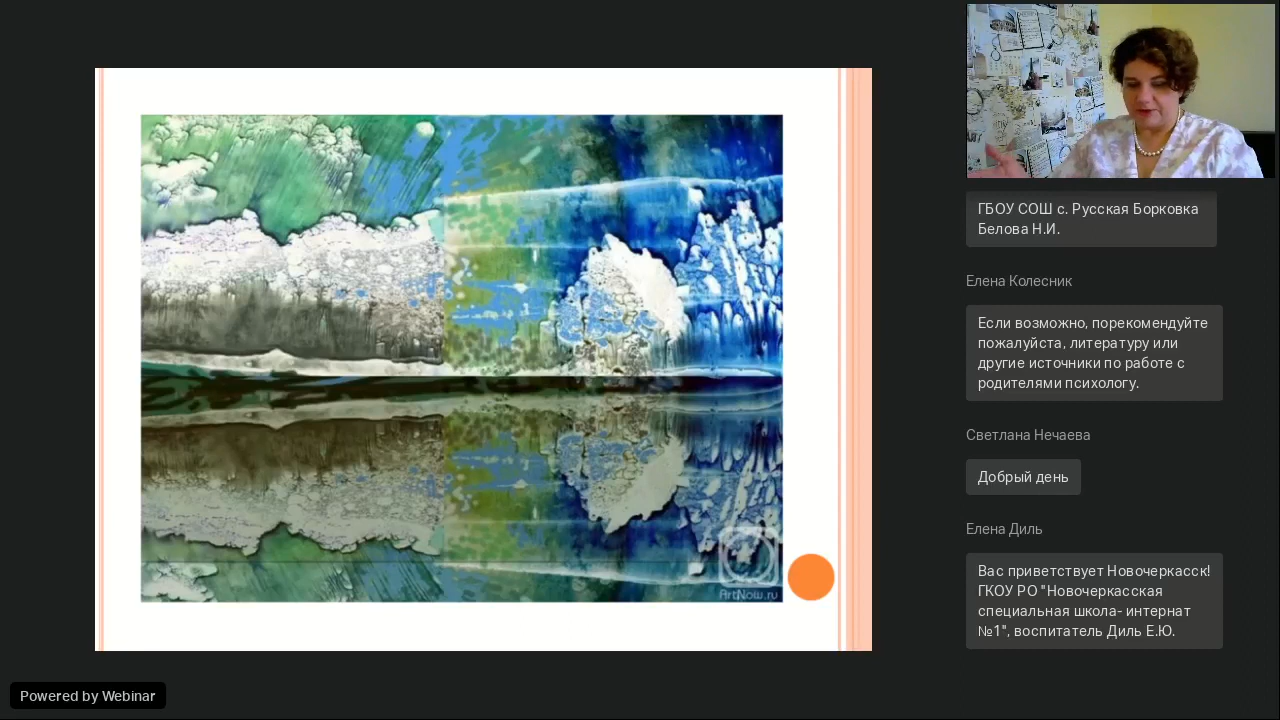 ArtNow.ru
ГБОУ СОШ с. Русская Борковка
Белова Н.И.
Елена Колесник
Если возможно, порекомендуйте
пожалуйста, литературу или
другие источники по работе с
родителями психологу.
Светлана Нечаева
Добрый день
Елена Диль
Вас приветствует Новочеркасск!
ГКОУ РО "Новочеркасская
специальная школа- интернат
№1", воспитатель Диль Е.Ю.
Powered by Webinar